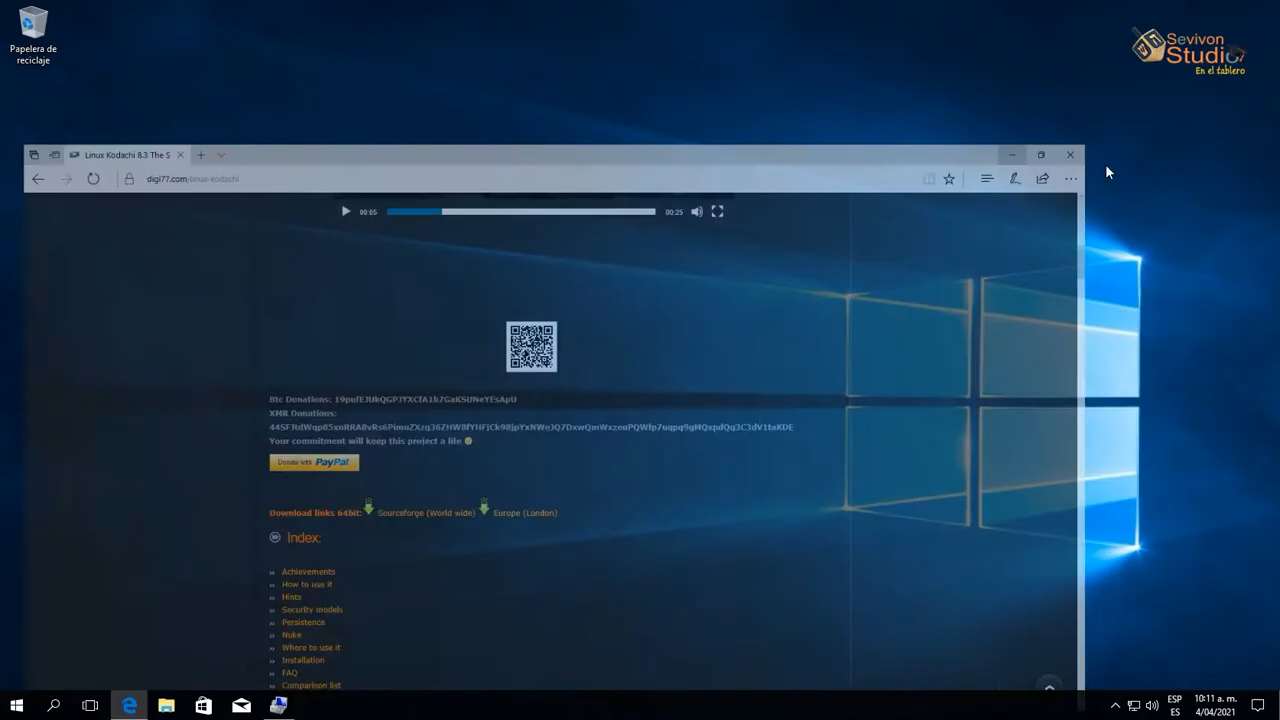 Papelera de
reciclaje
Sevivon
Studio
En el tablero
Linux Kodachi 8.3 The S
digi77.com/linux-kodachi
00:05
00:25
Btc Donations:
XMR Donations:
Your commitment will keep this project a life
Donate with PayPal
Download links 64bit: Sourceforge (World wide) Europe (London)
Index:
» Achievements
» How to use it
» Hints
» Security models
» Persistence
» Nuke
» Where to use it
» Installation
» FAQ
» Comparison list
ESP
ES
10:11 a. m.
4/04/2021